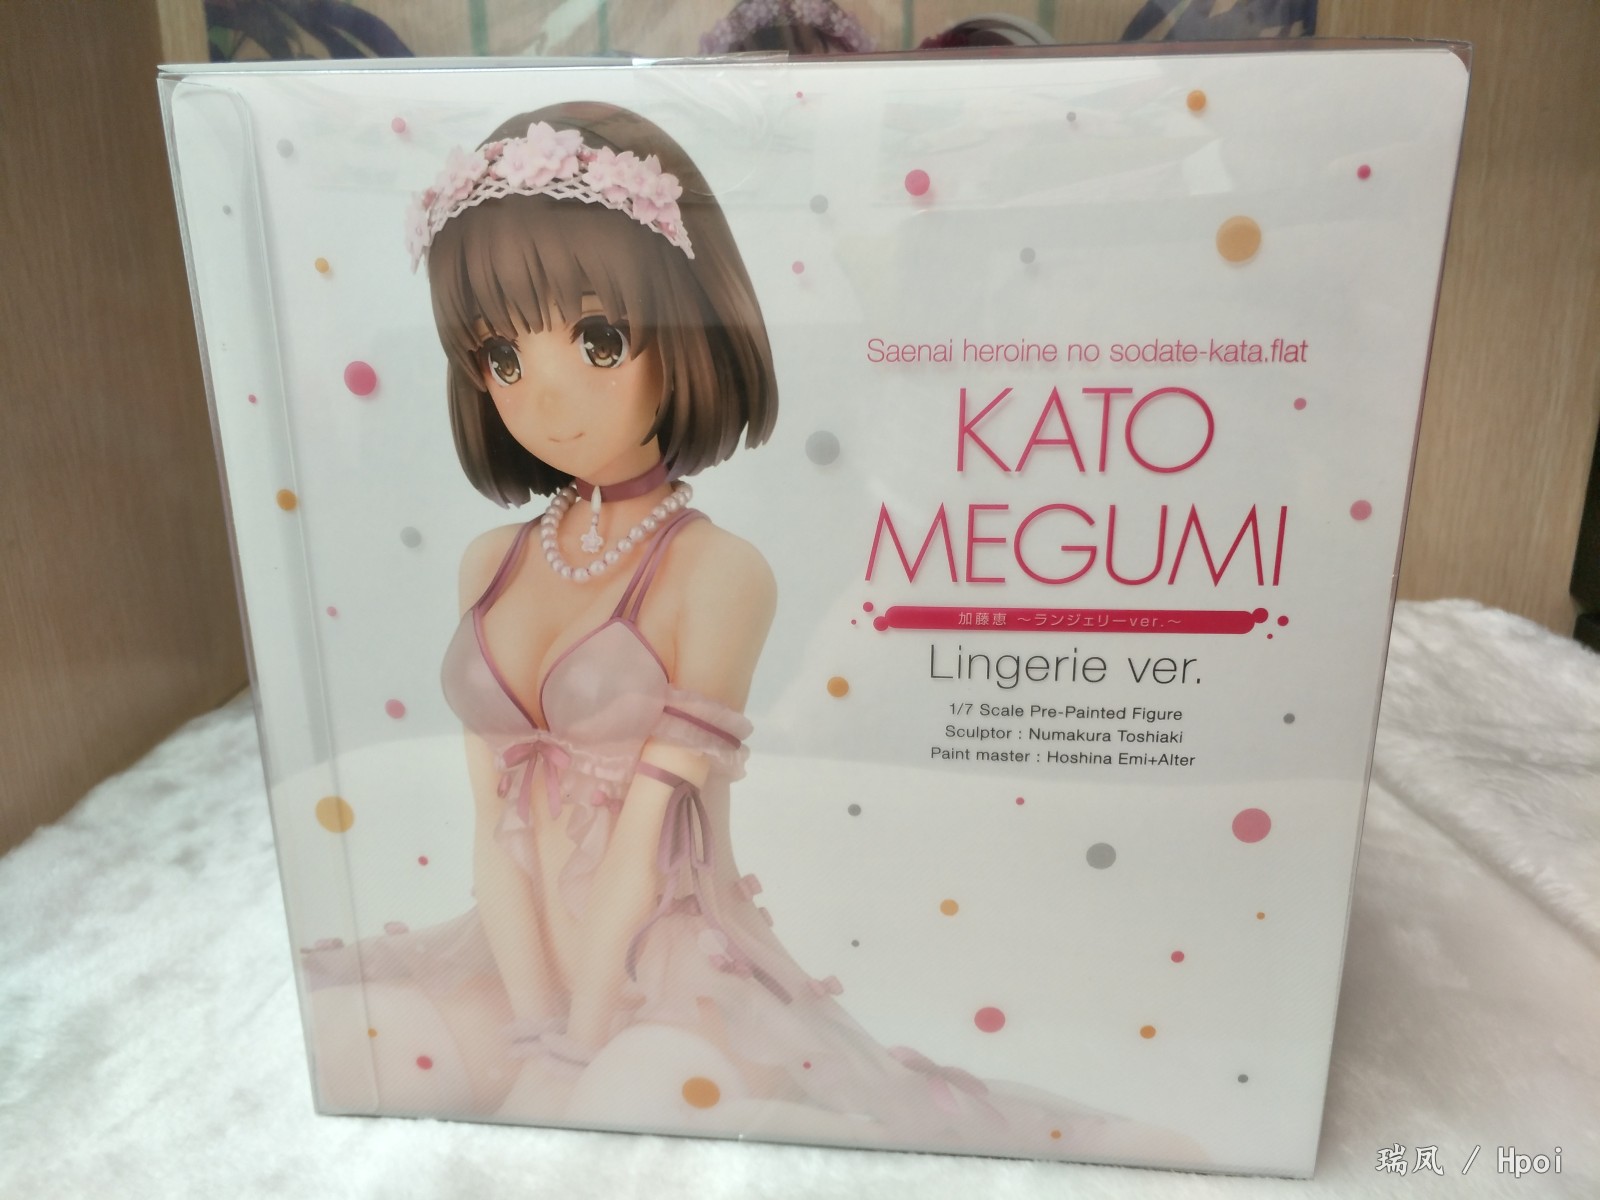 Saenai heroine no sodate-kata.flat
KATO
MEGUMI
加藤恵 ～ランジェリーver.～
Lingerie ver.
1/7 Scale Pre-Painted Figure
Sculptor : Numakura Toshiaki
Paint master : Hoshina Emi+Alter
瑞凤 / Hpoi